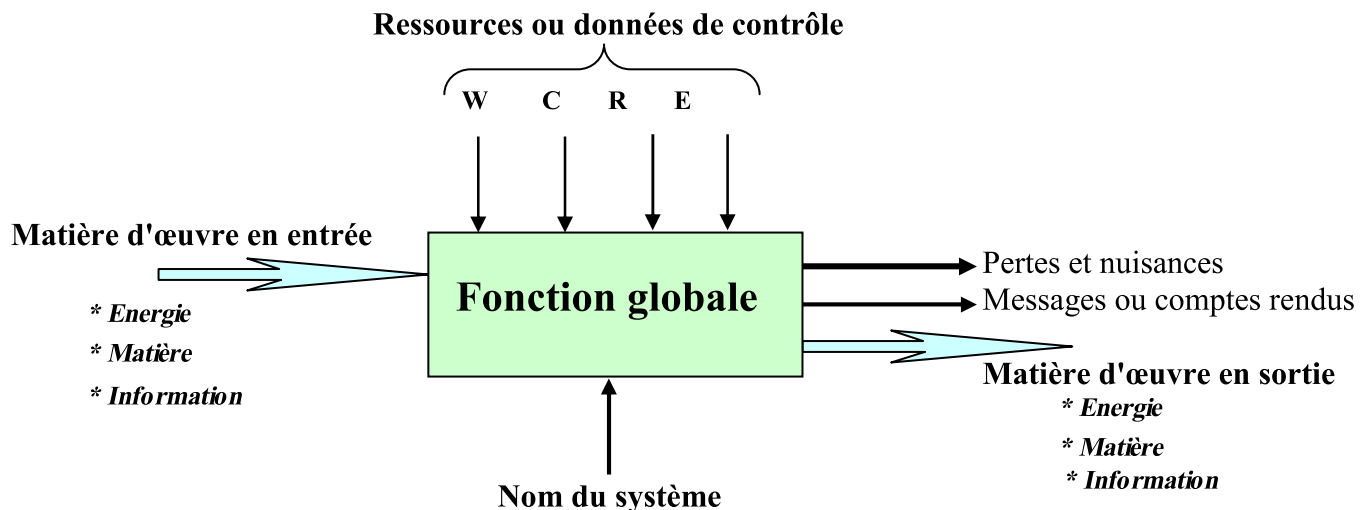 Ressources ou données de contrôle
W C R E
Matière d'œuvre en entrée
* Energie
* Matière
* Information
Fonction globale
Pertes et nuisances
Messages ou comptes rendus
Matière d'œuvre en sortie
* Energie
* Matière
* Information
Nom du système